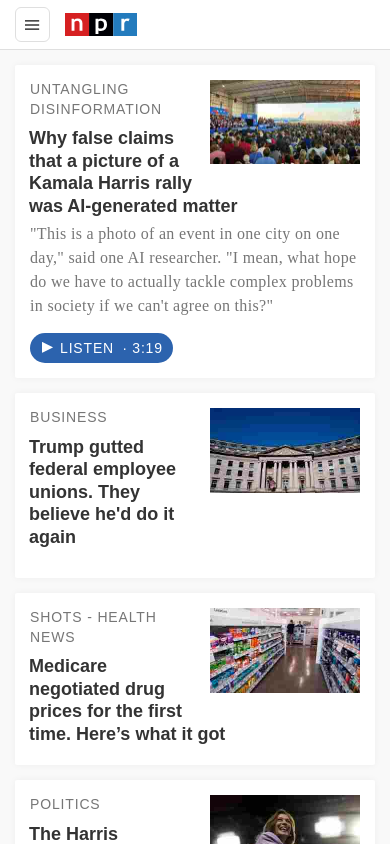 npr
UNTANGLING
DISINFORMATION
Why false claims
that a picture of a
Kamala Harris rally
was AI-generated matter
"This is a photo of an event in one city on one
day," said one AI researcher. "I mean, what hope
do we have to actually tackle complex problems
in society if we can't agree on this?"
LISTEN · 3:19
BUSINESS
Trump gutted
federal employee
unions. They
believe he'd do it
again
SHOTS - HEALTH
NEWS
Medicare
negotiated drug
prices for the first
time. Here’s what it got
POLITICS
The Harris